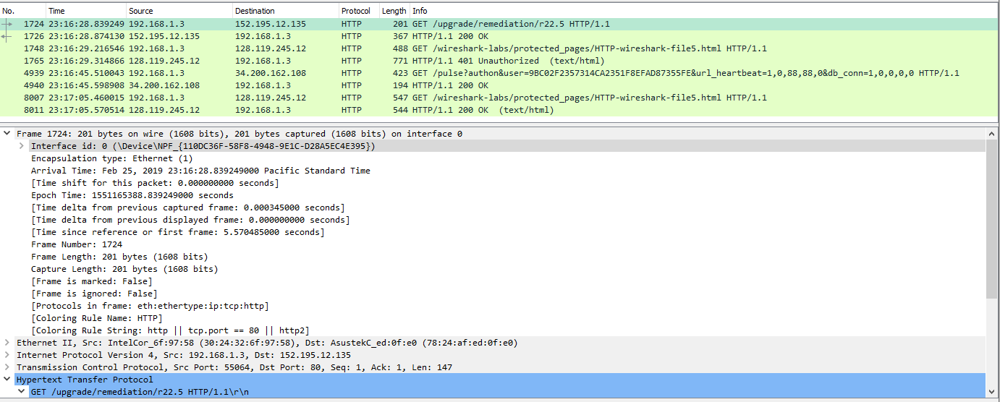 No. Time Source Destination Protocol Length Info
1724 23:16:28.839249 192.168.1.3 152.195.12.135 HTTP 201 GET /upgrade/remediation/r22.5 HTTP/1.1
1726 23:16:28.874130 152.195.12.135 192.168.1.3 HTTP 367 HTTP/1.1 200 OK
1748 23:16:29.216546 192.168.1.3 128.119.245.12 HTTP 488 GET /wireshark-labs/protected_pages/HTTP-wireshark-file5.html HTTP/1.1
1765 23:16:29.314866 128.119.245.12 192.168.1.3 HTTP 771 HTTP/1.1 401 Unauthorized (text/html)
4939 23:16:45.510043 192.168.1.3 34.200.162.108 HTTP 423 GET /pulse?authon&user=9BC02F2357314CA2351F8EFAD87355FE&url_heartbeat=1,0,88,88,0&db_conn=1,0,0,0,0 HTTP/1.1
4940 23:16:45.598908 34.200.162.108 192.168.1.3 HTTP 194 HTTP/1.1 200 OK
8007 23:17:05.460015 192.168.1.3 128.119.245.12 HTTP 547 GET /wireshark-labs/protected_pages/HTTP-wireshark-file5.html HTTP/1.1
8011 23:17:05.570514 128.119.245.12 192.168.1.3 HTTP 544 HTTP/1.1 200 OK (text/html)
Frame 1724: 201 bytes on wire (1608 bits), 201 bytes captured (1608 bits) on interface 0
Interface id: 0 (\Device\NPF_{110DC36F-58F8-4948-9E1C-D28A5EC4E395})
Encapsulation type: Ethernet (1)
Arrival Time: Feb 25, 2019 23:16:28.839249000 Pacific Standard Time
[Time shift for this packet: 0.000000000 seconds]
Epoch Time: 1551165388.839249000 seconds
[Time delta from previous captured frame: 0.000345000 seconds]
[Time delta from previous displayed frame: 0.000000000 seconds]
[Time since reference or first frame: 5.570485000 seconds]
Frame Number: 1724
Frame Length: 201 bytes (1608 bits)
Capture Length: 201 bytes (1608 bits)
[Frame is marked: False]
[Frame is ignored: False]
[Protocols in frame: eth:ethertype:ip:tcp:http]
[Coloring Rule Name: HTTP]
[Coloring Rule String: http || tcp.port == 80 || http2]
Ethernet II, Src: IntelCor_6f:97:58 (30:24:32:6f:97:58), Dst: AsustekC_ed:0f:e0 (78:24:af:ed:0f:e0)
Internet Protocol Version 4, Src: 192.168.1.3, Dst: 152.195.12.135
Transmission Control Protocol, Src Port: 55064, Dst Port: 80, Seq: 1, Ack: 1, Len: 147
Hypertext Transfer Protocol
GET /upgrade/remediation/r22.5 HTTP/1.1\r\n